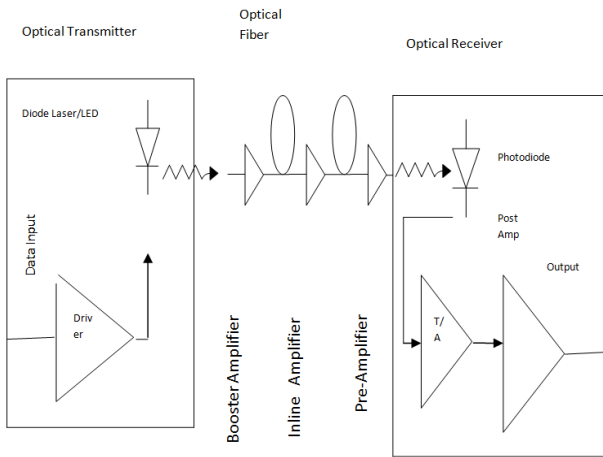 Optical Transmitter
Optical
Fiber
Optical Receiver
Diode Laser/LED
Photodiode
Data Input
Post
Amp
Output
Driv
er
T/
A
Booster Amplifier
Inline Amplifier
Pre-Amplifier